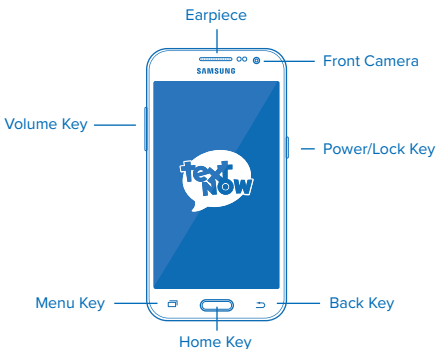 Earpiece
Front Camera
SAMSUNG
Volume Key
Power/Lock Key
text
NOW
Menu Key
Back Key
Home Key